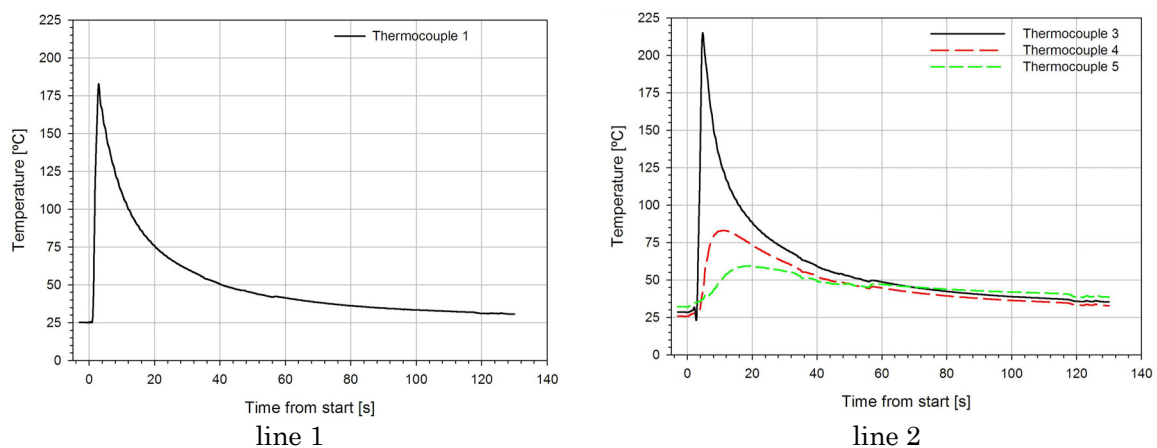 225
200
175
150
125
100
75
50
25
0
Temperature [ºC]
Thermocouple 1
0 20 40 60 80 100 120 140
Time from start [s]
line 1
225
200
175
150
125
100
75
50
25
0
Temperature [ºC]
Thermocouple 3
Thermocouple 4
Thermocouple 5
0 20 40 60 80 100 120 140
Time from start [s]
line 2